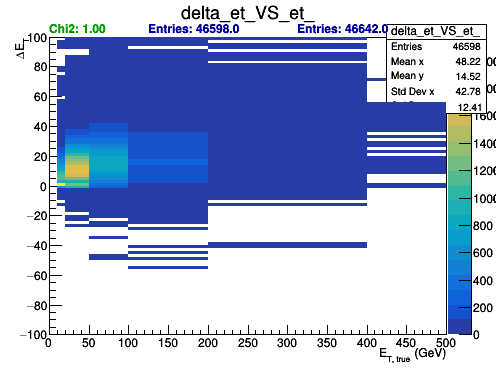 delta_et_VS_et_
Chi2: 1.00 Entries: 46598.0 Entries: 46642.0
delta_et_VS_et_
Entries 46598
Mean x 48.22
Mean y 14.52
Std Dev x 42.78
12.41
Δ E_T
100
80
60
40
20
0
−20
−40
−60
−80
−100
0 50 100 150 200 250 300 350 400 450 500
E_T, true (GeV)
1600
1400
1200
1000
800
600
400
200
0